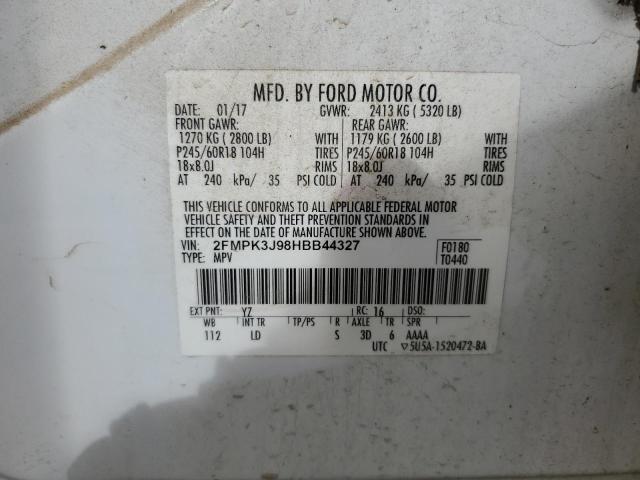 MFD. BY FORD MOTOR CO.
DATE: 01/17 GVWR: 2413 KG ( 5320 LB)
FRONT GAWR: REAR GAWR:
1270 KG ( 2800 LB) WITH 1179 KG ( 2600 LB) WITH
P245/60R18 104H TIRES P245/60R18 104H TIRES
18x8.0J RIMS 18x8.0J RIMS
AT 240 kPa/ 35 PSI COLD AT 240 kPa/ 35 PSI COLD
THIS VEHICLE CONFORMS TO ALL APPLICABLE FEDERAL MOTOR
VEHICLE SAFETY AND THEFT PREVENTION STANDARDS IN
EFFECT ON THE DATE OF MANUFACTURE SHOWN ABOVE.
VIN: 2FMPK3J98HBB44327 F0180
TYPE: MPV T0440
EXT PNT: YZ RC: 16 DSO:
WB INT TR TP/PS R AXLE TR SPR
112 LD S 3D 6 AAAA
UTC ▽5U5A-1520472-BA